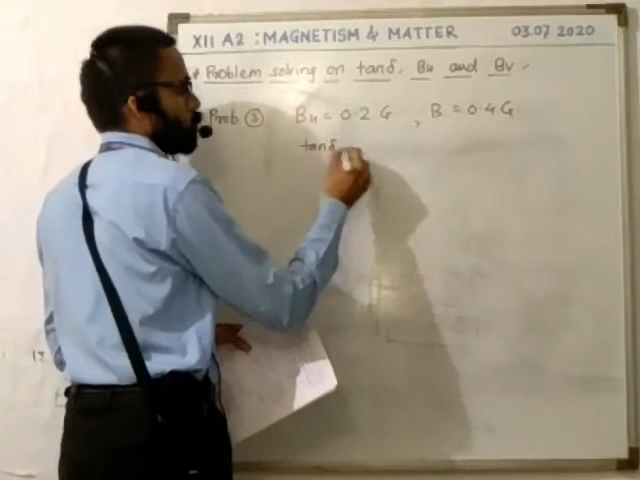 XII A2 : MAGNETISM & MATTER 03.07.2020
* Problem solving on tanδ, BH and BV.
Prob ③ BH = 0.2 G , B = 0.4 G
tanδ